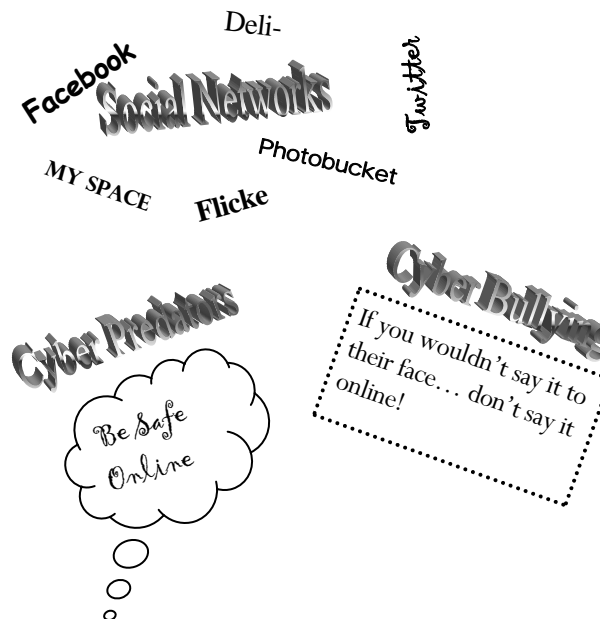 Deli-
Facebook
Social Networks
Twitter
Photobucket
MY SPACE
Flicke
Cyber Bullying
Cyber Predators
If you wouldn't say it to
their face... don't say it
online!
Be Safe
Online